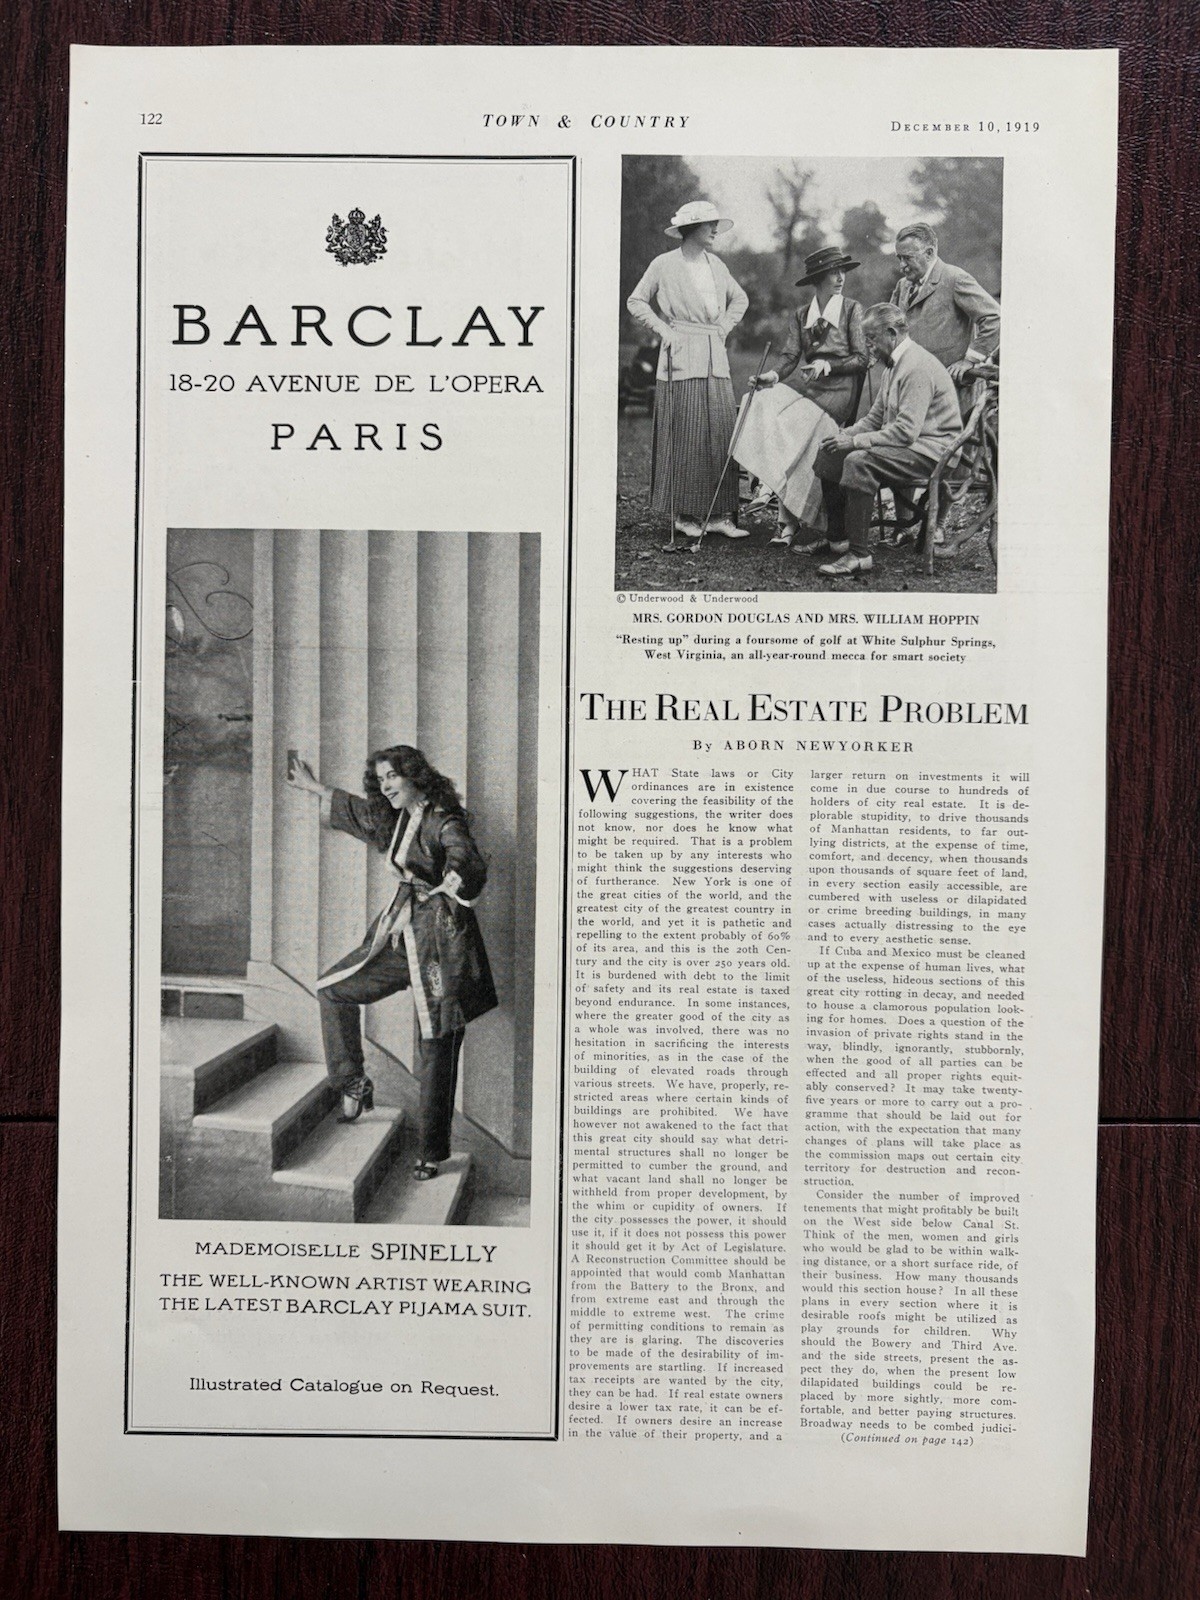 122
TOWN & COUNTRY
DECEMBER 10, 1919
BARCLAY
18-20 AVENUE DE L'OPERA
PARIS
MADEMOISELLE SPINELLY
THE WELL-KNOWN ARTIST WEARING
THE LATEST BARCLAY PIJAMA SUIT.
Illustrated Catalogue on Request.
© Underwood & Underwood
MRS. GORDON DOUGLAS AND MRS. WILLIAM HOPPIN
"Resting up" during a foursome of golf at White Sulphur Springs,
West Virginia, an all-year-round mecca for smart society
THE REAL ESTATE PROBLEM
By ABORN NEWYORKER
WHAT State laws or City
ordinances are in existence
covering the feasibility of the
following suggestions, the writer does
not know, nor does he know what
might be required. That is a problem
to be taken up by any interests who
might think the suggestions deserving
of furtherance. New York is one of
the great cities of the world, and the
greatest city of the greatest country in
the world, and yet it is pathetic and
repelling to the extent probably of 60%
of its area, and this is the 20th Cen-
tury and the city is over 250 years old.
It is burdened with debt to the limit
of safety and its real estate is taxed
beyond endurance. In some instances,
where the greater good of the city as
a whole was involved, there was no
hesitation in sacrificing the interests
of minorities, as in the case of the
building of elevated roads through
various streets. We have, properly, re-
stricted areas where certain kinds of
buildings are prohibited. We have
however not awakened to the fact that
this great city should say what detri-
mental structures shall no longer be
permitted to cumber the ground, and
what vacant land shall no longer be
withheld from proper development, by
the whim or cupidity of owners. If
the city possesses the power, it should
use it, if it does not possess this power
it should get it by Act of Legislature.
A Reconstruction Committee should be
appointed that would comb Manhattan
from the Battery to the Bronx, and
from extreme east and through the
middle to extreme west. The crime
of permitting conditions to remain as
they are is glaring. The discoveries
to be made of the desirability of im-
provements are startling. If increased
tax receipts are wanted by the city,
they can be had. If real estate owners
desire a lower tax rate, it can be ef-
fected. If owners desire an increase
in the value of their property, and a
larger return on investments it will
come in due course to hundreds of
holders of city real estate. It is de-
plorable stupidity, to drive thousands
of Manhattan residents, to far out-
lying districts, at the expense of time,
comfort, and decency, when thousands
upon thousands of square feet of land,
in every section easily accessible, are
cumbered with useless or dilapidated
or crime breeding buildings, in many
cases actually distressing to the eye
and to every aesthetic sense.
If Cuba and Mexico must be cleaned
up at the expense of human lives, what
of the useless, hideous sections of this
great city rotting in decay, and needed
to house a clamorous population look-
ing for homes. Does a question of the
invasion of private rights stand in the
way, blindly, ignorantly, stubbornly,
when the good of all parties can be
effected and all proper rights equit-
ably conserved? It may take twenty-
five years or more to carry out a pro-
gramme that should be laid out for
action, with the expectation that many
changes of plans will take place as
the commission maps out certain city
territory for destruction and recon-
struction.
Consider the number of improved
tenements that might profitably be built
on the West side below Canal St.
Think of the men, women and girls
who would be glad to be within walk-
ing distance, or a short surface ride, of
their business. How many thousands
would this section house? In all these
plans in every section where it is
desirable roofs might be utilized as
play grounds for children. Why
should the Bowery and Third Ave.
and the side streets, present the as-
pect they do, when the present low
dilapidated buildings could be re-
placed by more sightly, more com-
fortable, and better paying structures.
Broadway needs to be combed judici-
(Continued on page 142)